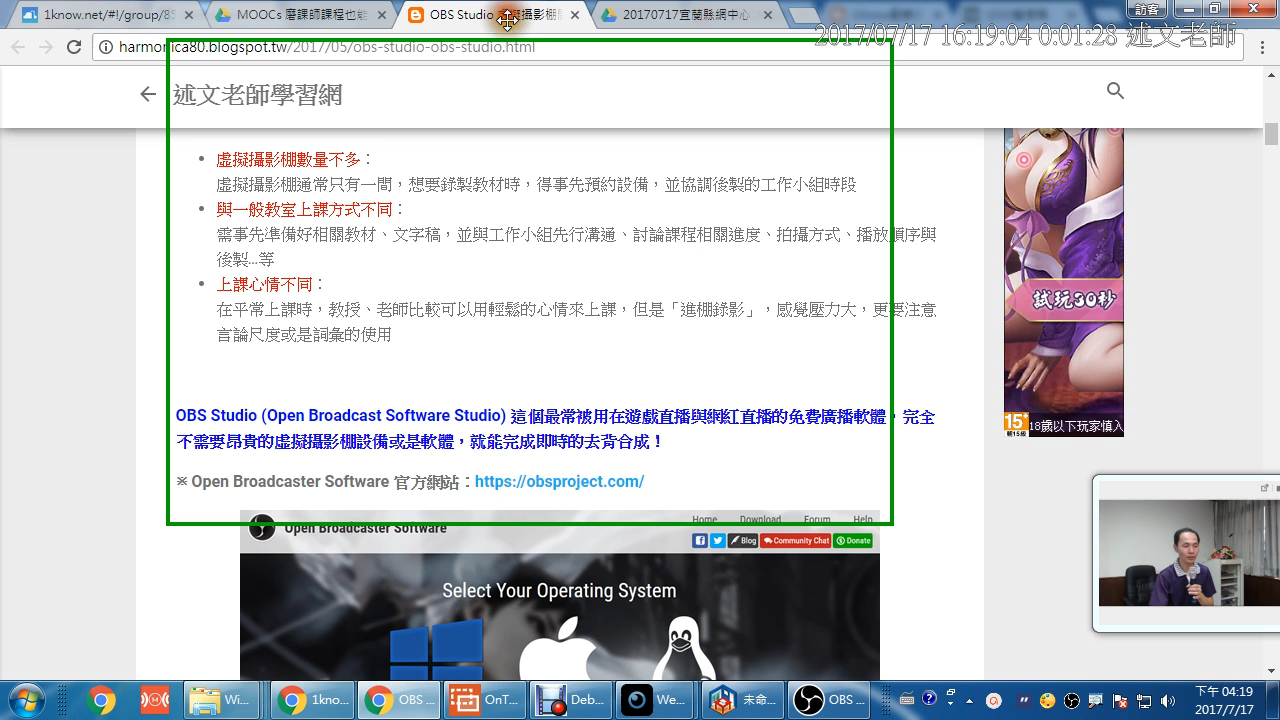 1know.net/#!/group/85
MOOCs 磨課師課程也能
OBS Studio
20170717宜蘭縣網中心
訪客
2017/07/17 16:19:04 0:01:28 述文老師
harmonica80.blogspot.tw/2017/05/obs-studio-obs_studio.html
述文老師學習網
• 虛擬攝影棚數量不多：
虛擬攝影棚通常只有一間，想要錄製教材時，得事先預約設備，並協調後製的工作小組時段
• 與一般教室上課方式不同：
需事先準備好相關教材、文字稿，並與工作小組先行溝通、討論課程相關進度、拍攝方式、播放順序與
後製...等
• 上課心情不同：
在平常上課時，教授、老師比較可以用輕鬆的心情來上課，但是「進棚錄影」，感覺壓力大，更要注意
言論尺度或是詞彙的使用
試玩30秒
15+
18歲以下玩家慎入
OBS Studio (Open Broadcast Software Studio) 這個最常被用在遊戲直播與網紅直播的免費廣播軟體，完全
不需要昂貴的虛擬攝影棚設備或是軟體，就能完成即時的去背合成！
※ Open Broadcaster Software 官方網站：https://obsproject.com/
Open Broadcaster Software
Home Download Forum Help
Blog Community Chat Donate
Select Your Operating System
Wi...
1kno...
OBS ...
OnT...
Deb...
We...
未命...
OBS ...
下午 04:19
2017/7/17